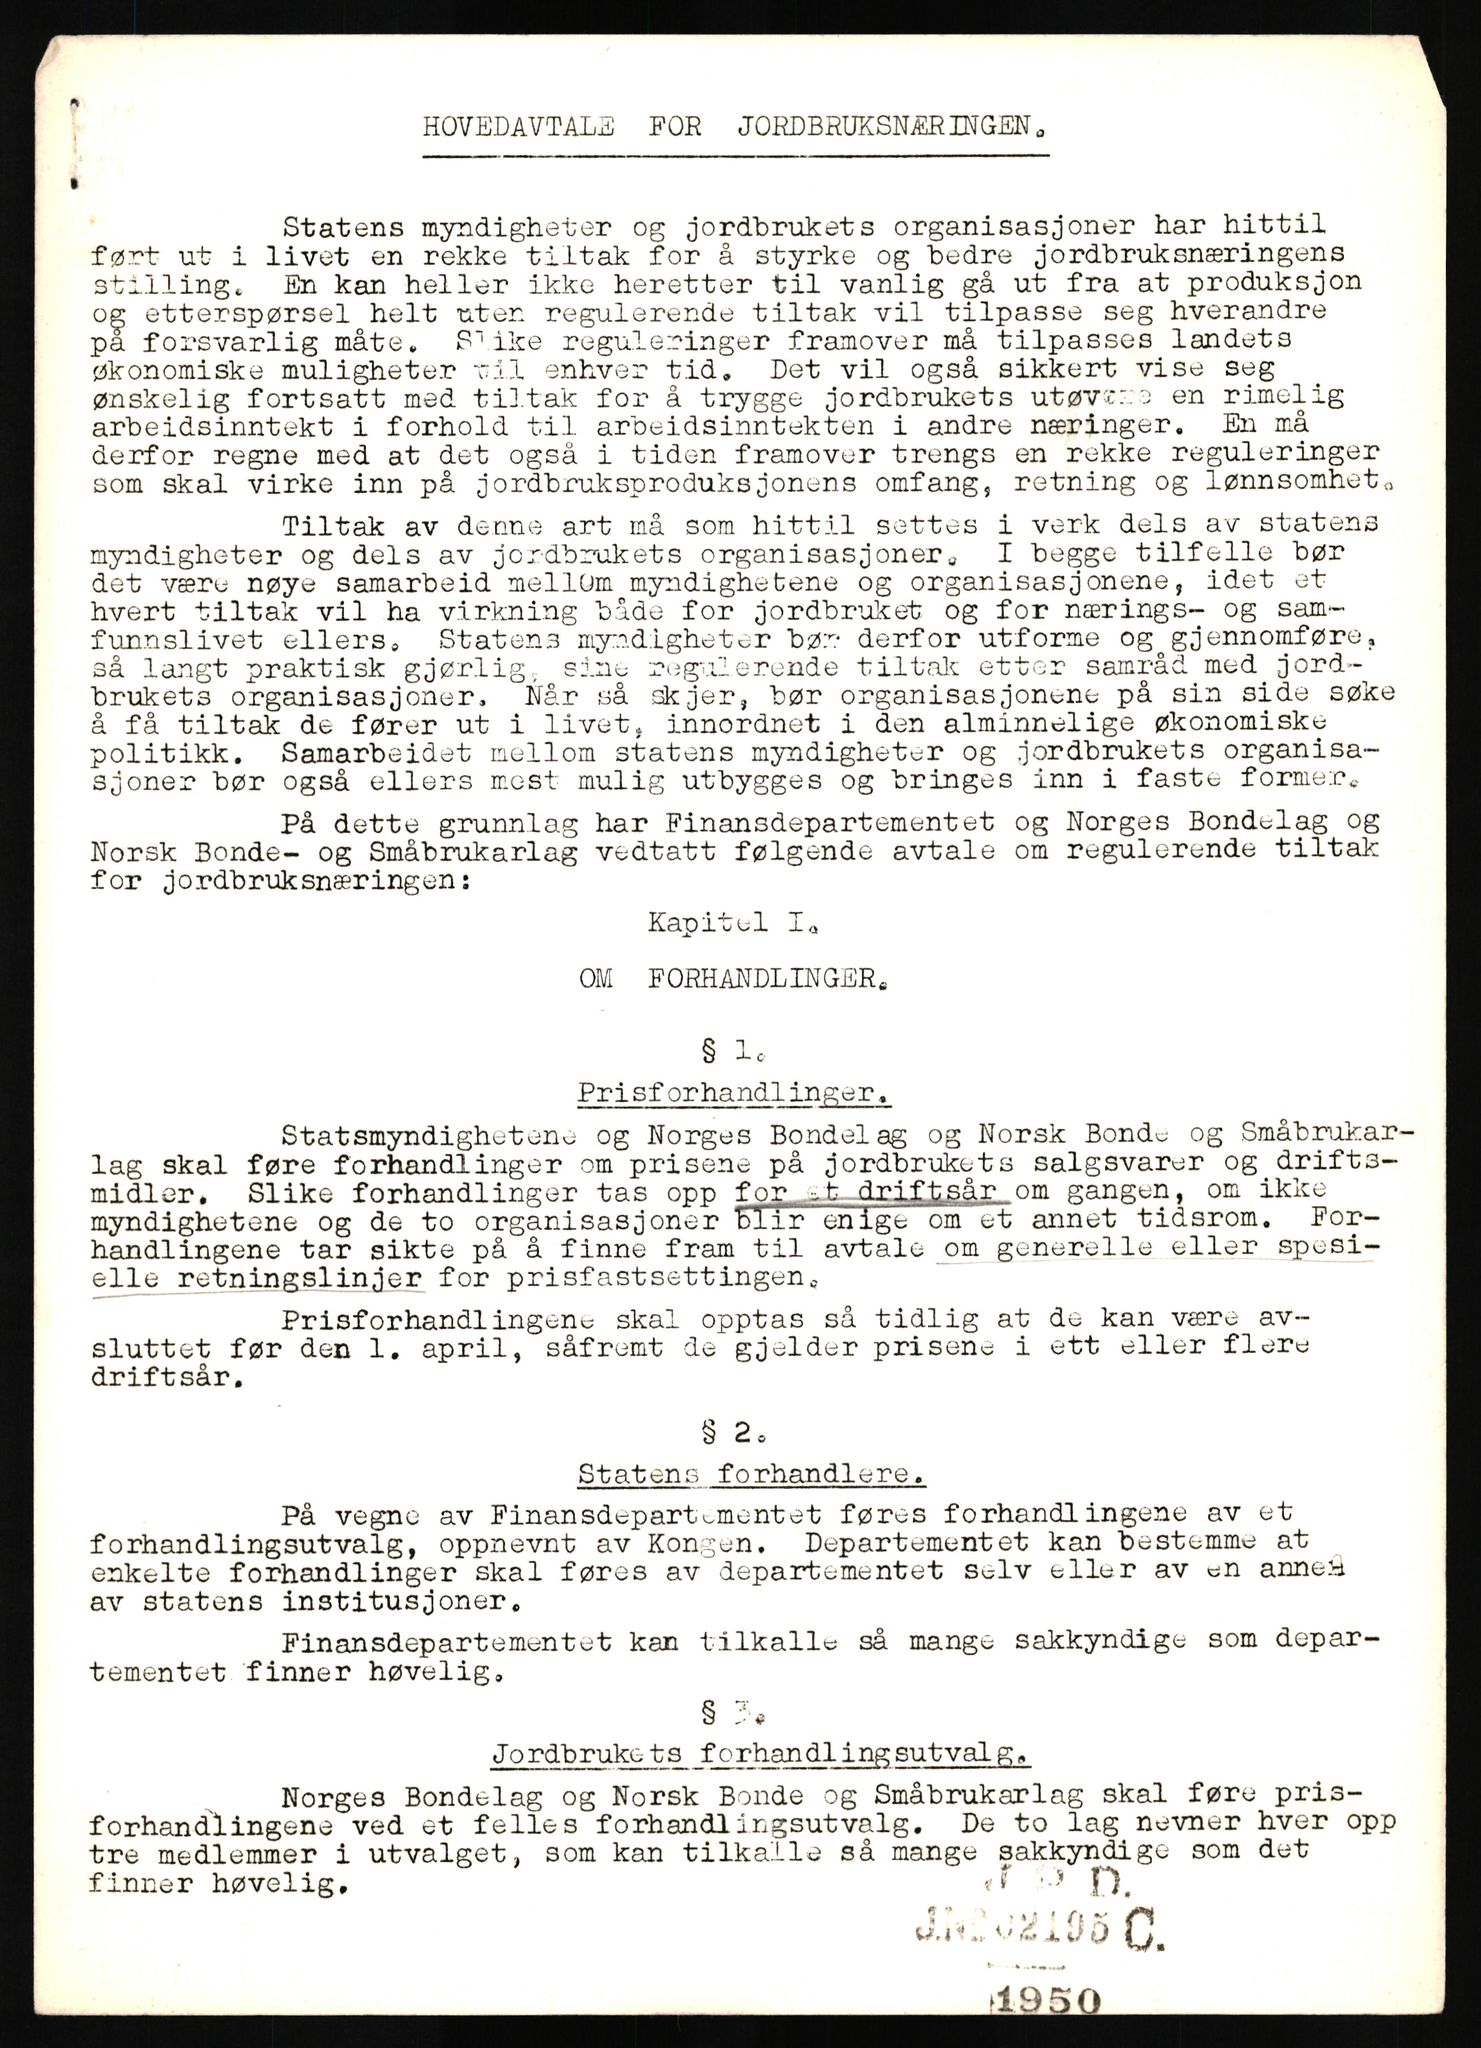 HOVEDAVTALE FOR JORDBRUKSNÆRINGEN.
Statens myndigheter og jordbrukets organisasjoner har hittil
ført ut i livet en rekke tiltak for å styrke og bedre jordbruksnæringens
stilling. En kan heller ikke heretter til vanlig gå ut fra at produksjon
og etterspørsel helt uten regulerende tiltak vil tilpasse seg hverandre
på forsvarlig måte. Slike reguleringer framover må tilpasses landets
økonomiske muligheter til enhver tid. Det vil også sikkert vise seg
ønskelig fortsatt med tiltak for å trygge jordbrukets utøvere en rimelig
arbeidsinntekt i forhold til arbeidsinntekten i andre næringer. En må
derfor regne med at det også i tiden framover trengs en rekke reguleringer
som skal virke inn på jordbruksproduksjonens omfang, retning og lønnsomhet.
Tiltak av denne art må som hittil settes i verk dels av statens
myndigheter og dels av jordbrukets organisasjoner. I begge tilfelle bør
det være nøye samarbeid mellom myndighetene og organisasjonene, idet et
hvert tiltak vil ha virkning både for jordbruket og for nærings- og sam-
funnslivet ellers. Statens myndigheter bør derfor utforme og gjennomføre,
så langt praktisk gjørlig, sine regulerende tiltak etter samråd med jord-
brukets organisasjoner. Når så skjer, bør organisasjonene på sin side søke
å få tiltak de fører ut i livet, innordnet i den alminnelige økonomiske
politikk. Samarbeidet mellom statens myndigheter og jordbrukets organisa-
sjoner bør også ellers mest mulig utbygges og bringes inn i faste former.
På dette grunnlag har Finansdepartementet og Norges Bondelag og
Norsk Bonde- og Småbrukarlag vedtatt følgende avtale om regulerende tiltak
for jordbruksnæringen:
Kapitel I.
OM FORHANDLINGER.
§ 1.
Prisforhandlinger.
Statsmyndighetene og Norges Bondelag og Norsk Bonde og Småbrukar-
lag skal føre forhandlinger om prisene på jordbrukets salgsvarer og drifts-
midler. Slike forhandlinger tas opp for et driftsår om gangen, om ikke
myndighetene og de to organisasjoner blir enige om et annet tidsrom. For-
handlingene tar sikte på å finne fram til avtale om generelle eller spesi-
elle retningslinjer for prisfastsettingen.
Prisforhandlingene skal opptas så tidlig at de kan være av-
sluttet før den 1. april, såfremt de gjelder prisene i ett eller flere
driftsår.
§ 2.
Statens forhandlere.
På vegne av Finansdepartementet føres forhandlingene av et
forhandlingsutvalg, oppnevnt av Kongen. Departementet kan bestemme at
enkelte forhandlinger skal føres av departementet selv eller av en annen
av statens institusjoner.
Finansdepartementet kan tilkalle så mange sakkyndige som depar-
tementet finner høvelig.
§ 3.
Jordbrukets forhandlingsutvalg.
Norges Bondelag og Norsk Bonde og Småbrukarlag skal føre pris-
forhandlingene ved et felles forhandlingsutvalg. De to lag nevner hver opp
tre medlemmer i utvalget, som kan tilkalle så mange sakkyndige som det
finner høvelig.
D.
C.
1950